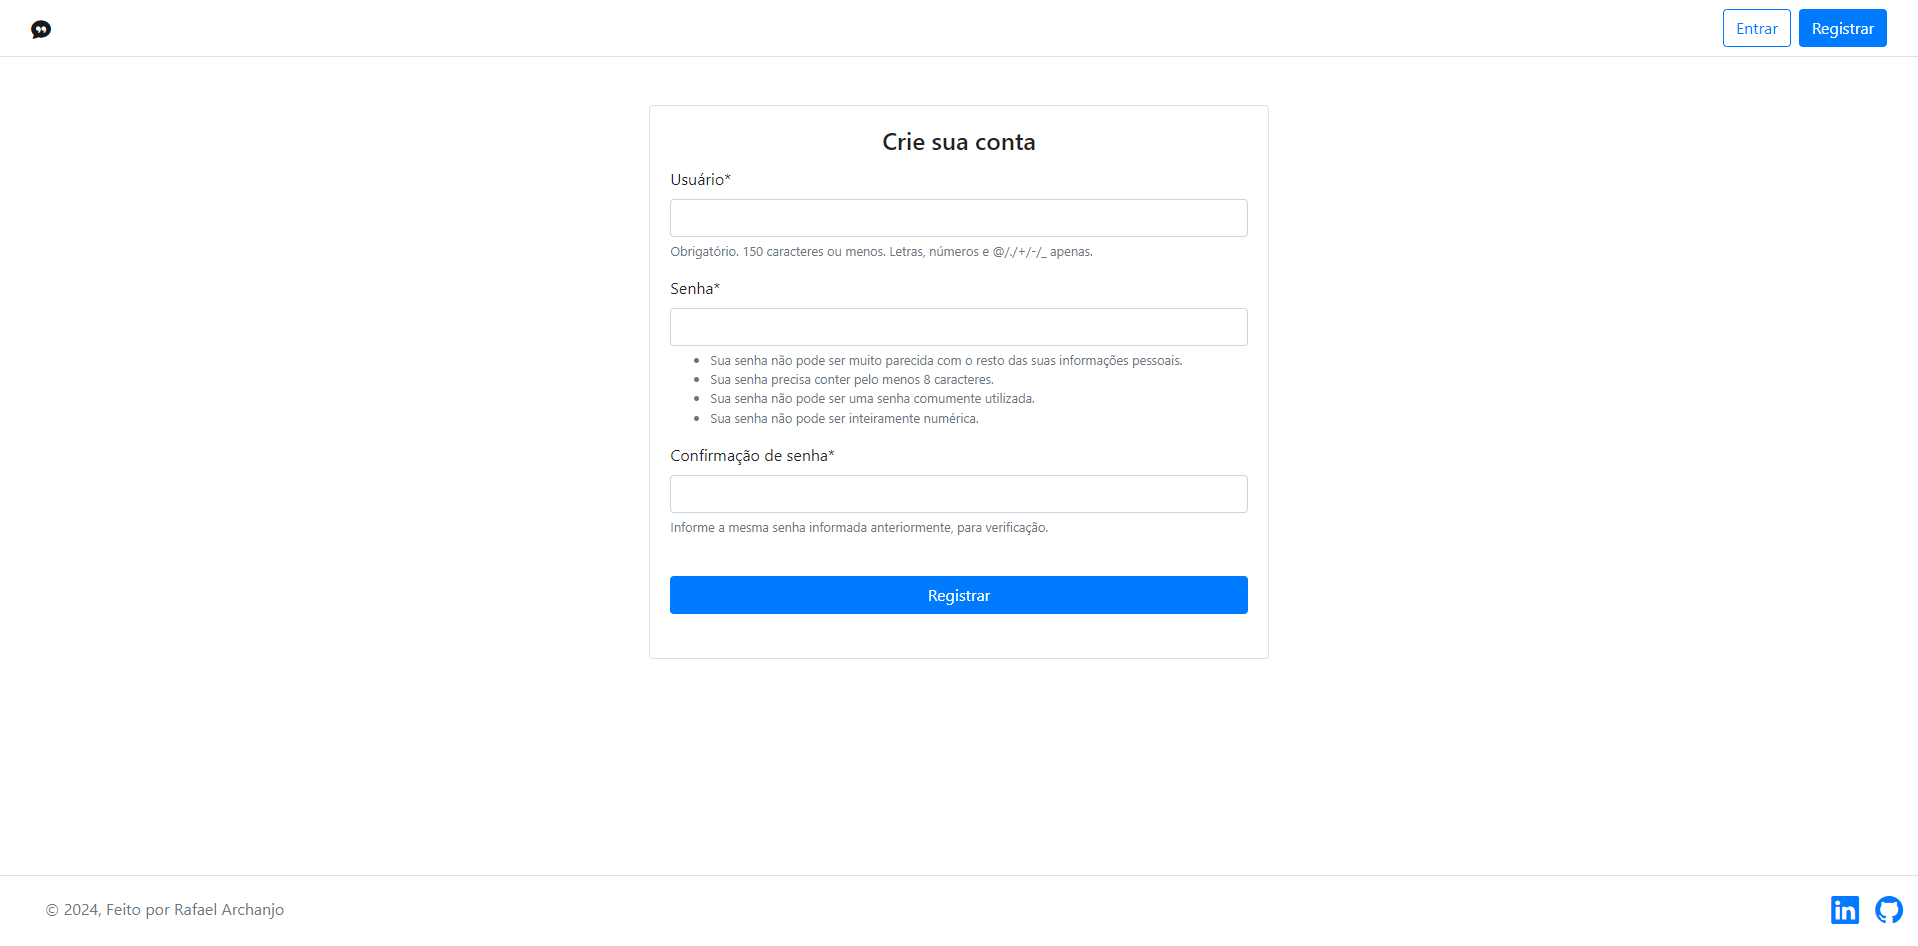 Entrar
Registrar
Crie sua conta
Usuário*
Obrigatório. 150 caracteres ou menos. Letras, números e @/./+/-/_ apenas.
Senha*
Sua senha não pode ser muito parecida com o resto das suas informações pessoais.
Sua senha precisa conter pelo menos 8 caracteres.
Sua senha não pode ser uma senha comumente utilizada.
Sua senha não pode ser inteiramente numérica.
Confirmação de senha*
Informe a mesma senha informada anteriormente, para verificação.
Registrar
© 2024, Feito por Rafael Archanjo